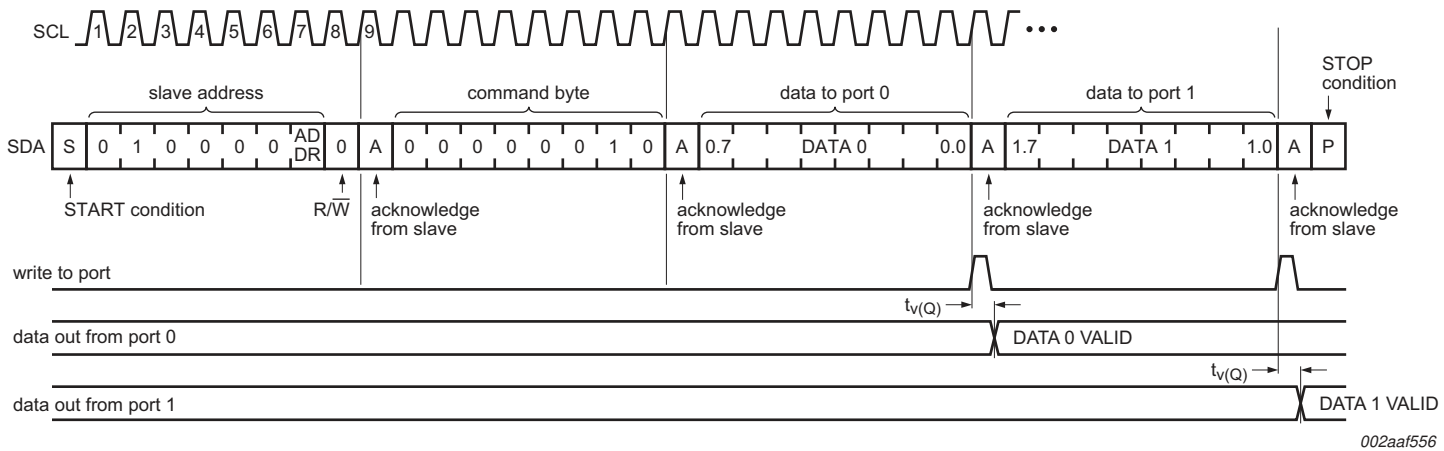 SCL 1 2 3 4 5 6 7 8 9 •••
STOP
condition
slave address command byte data to port 0 data to port 1
SDA S 0 1 0 0 0 0 AD DR 0 A 0 0 0 0 0 0 1 0 A 0.7 DATA 0 0.0 A 1.7 DATA 1 1.0 A P
START condition R/W̅ acknowledge from slave acknowledge from slave acknowledge from slave acknowledge from slave
write to port
tv(Q)
data out from port 0 DATA 0 VALID
tv(Q)
data out from port 1 DATA 1 VALID
002aaf556